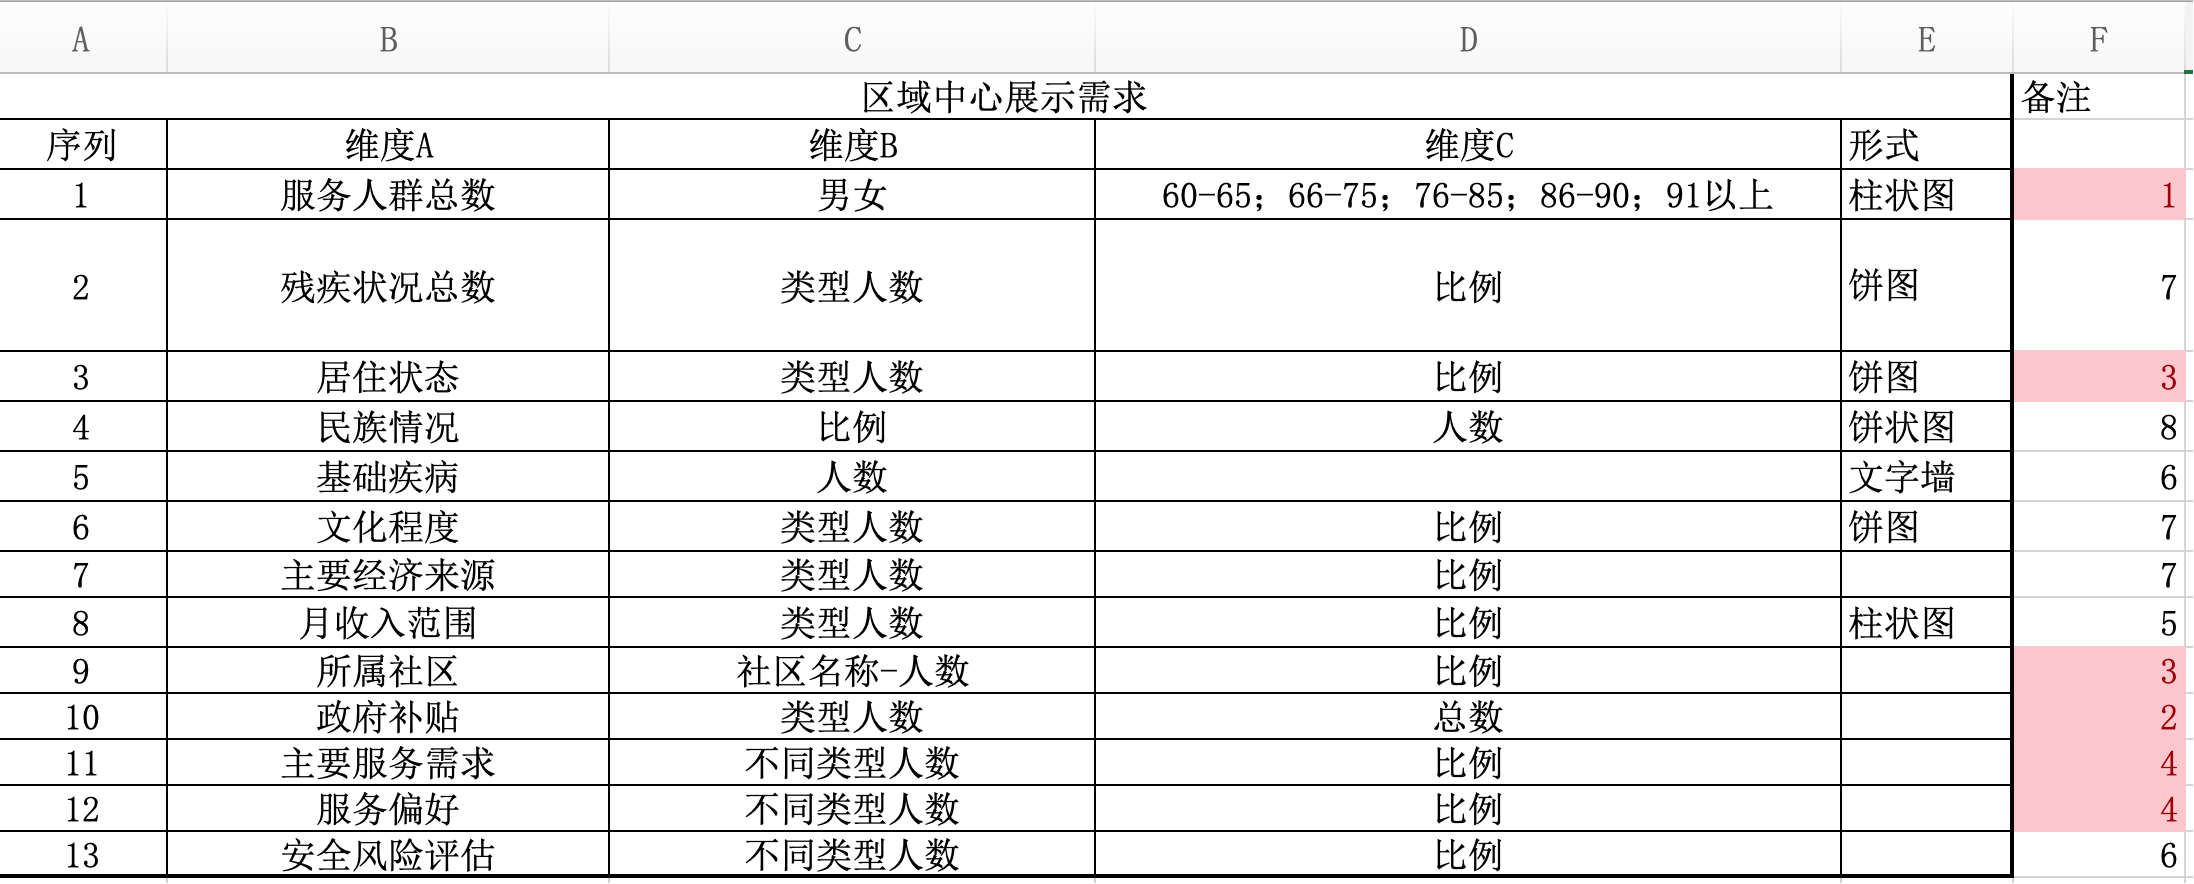 A B C D E F
区域中心展示需求 备注
序列 维度A 维度B 维度C 形式
1 服务人群总数 男女 60-65；66-75；76-85；86-90；91以上 柱状图 1
2 残疾状况总数 类型人数 比例 饼图 7
3 居住状态 类型人数 比例 饼图 3
4 民族情况 比例 人数 饼状图 8
5 基础疾病 人数 文字墙 6
6 文化程度 类型人数 比例 饼图 7
7 主要经济来源 类型人数 比例 7
8 月收入范围 类型人数 比例 柱状图 5
9 所属社区 社区名称-人数 比例 3
10 政府补贴 类型人数 总数 2
11 主要服务需求 不同类型人数 比例 4
12 服务偏好 不同类型人数 比例 4
13 安全风险评估 不同类型人数 比例 6